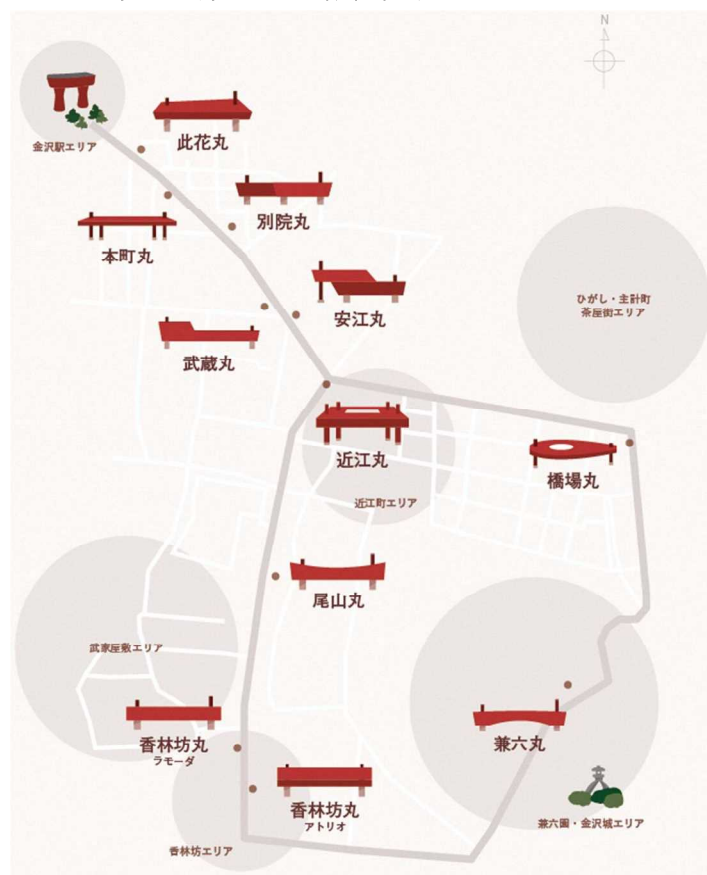 N
金沢駅エリア
此花丸
別院丸
本町丸
安江丸
武蔵丸
ひがし・主計町
茶屋街エリア
近江丸
橋場丸
近江町エリア
尾山丸
武家屋敷エリア
香林坊丸
ラモーダ
兼六丸
香林坊丸
アトリオ
兼六園・金沢城エリア
香林坊エリア